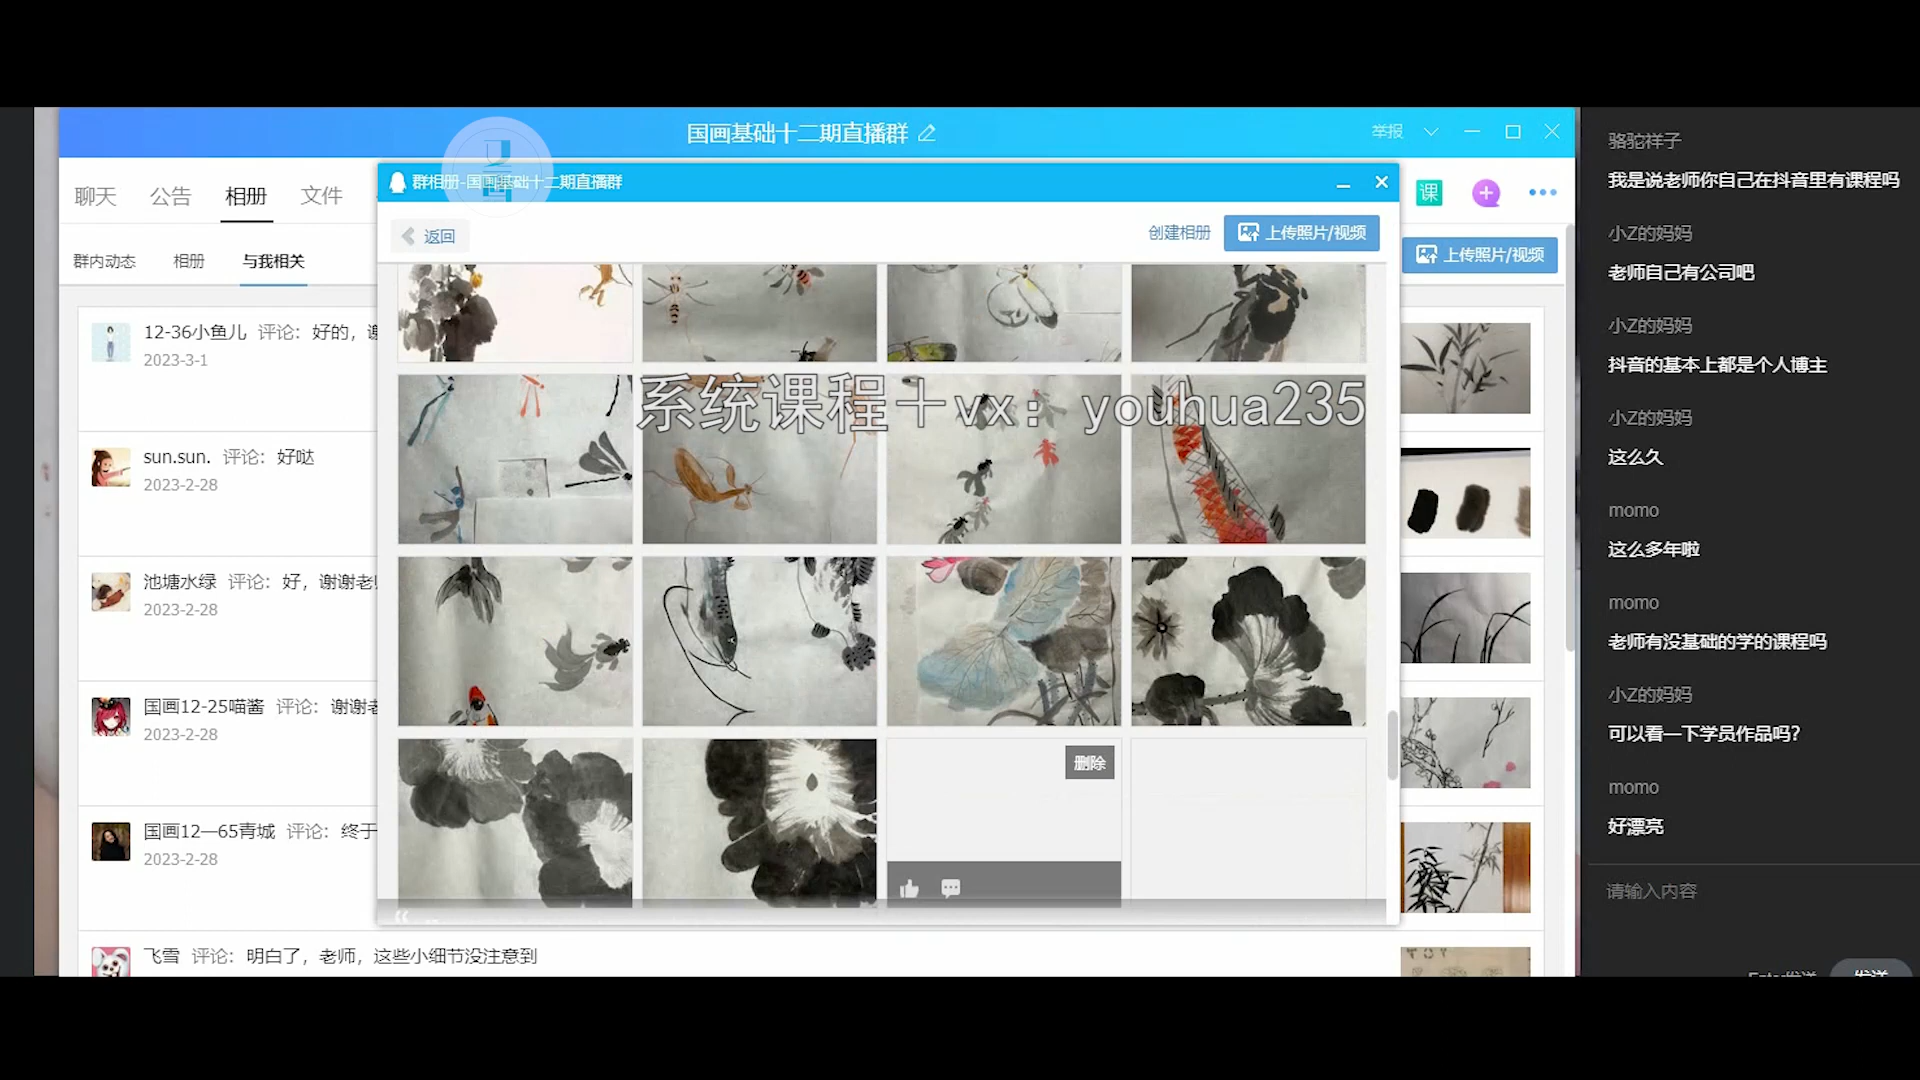 国画基础十二期直播群
举报
聊天 公告 相册 文件
群相册-国画基础十二期直播群
课
返回
创建相册
上传照片/视频
上传照片/视频
群内动态 相册 与我相关
12-36小鱼儿 评论：好的，
2023-3-1
sun.sun. 评论：好哒
2023-2-28
池塘水绿 评论：好，谢谢老
2023-2-28
国画12-25喵酱 评论：谢谢
2023-2-28
国画12—65青城 评论：终于
2023-2-28
飞雪 评论：明白了，老师，这些小细节没注意到
系统课程＋vx：youhua235
删除
骆驼祥子
我是说老师你自己在抖音里有课程吗
小Z的妈妈
老师自己有公司吧
小Z的妈妈
抖音的基本上都是个人博主
小Z的妈妈
这么久
momo
这么多年啦
momo
老师有没基础的学的课程吗
小Z的妈妈
可以看一下学员作品吗?
momo
好漂亮
请输入内容
Enter发送
发送